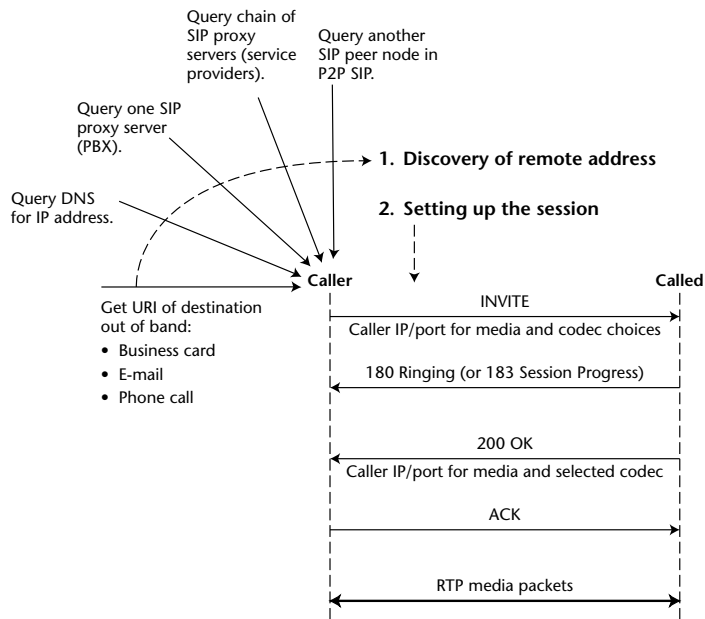 Query chain of
SIP proxy
servers (service
providers).
Query another
SIP peer node in
P2P SIP.
Query one SIP
proxy server
(PBX).
1. Discovery of remote address
Query DNS
for IP address.
2. Setting up the session
Caller
Called
Get URI of destination
out of band:
• Business card
• E-mail
• Phone call
INVITE
Caller IP/port for media and codec choices
180 Ringing (or 183 Session Progress)
200 OK
Caller IP/port for media and selected codec
ACK
RTP media packets